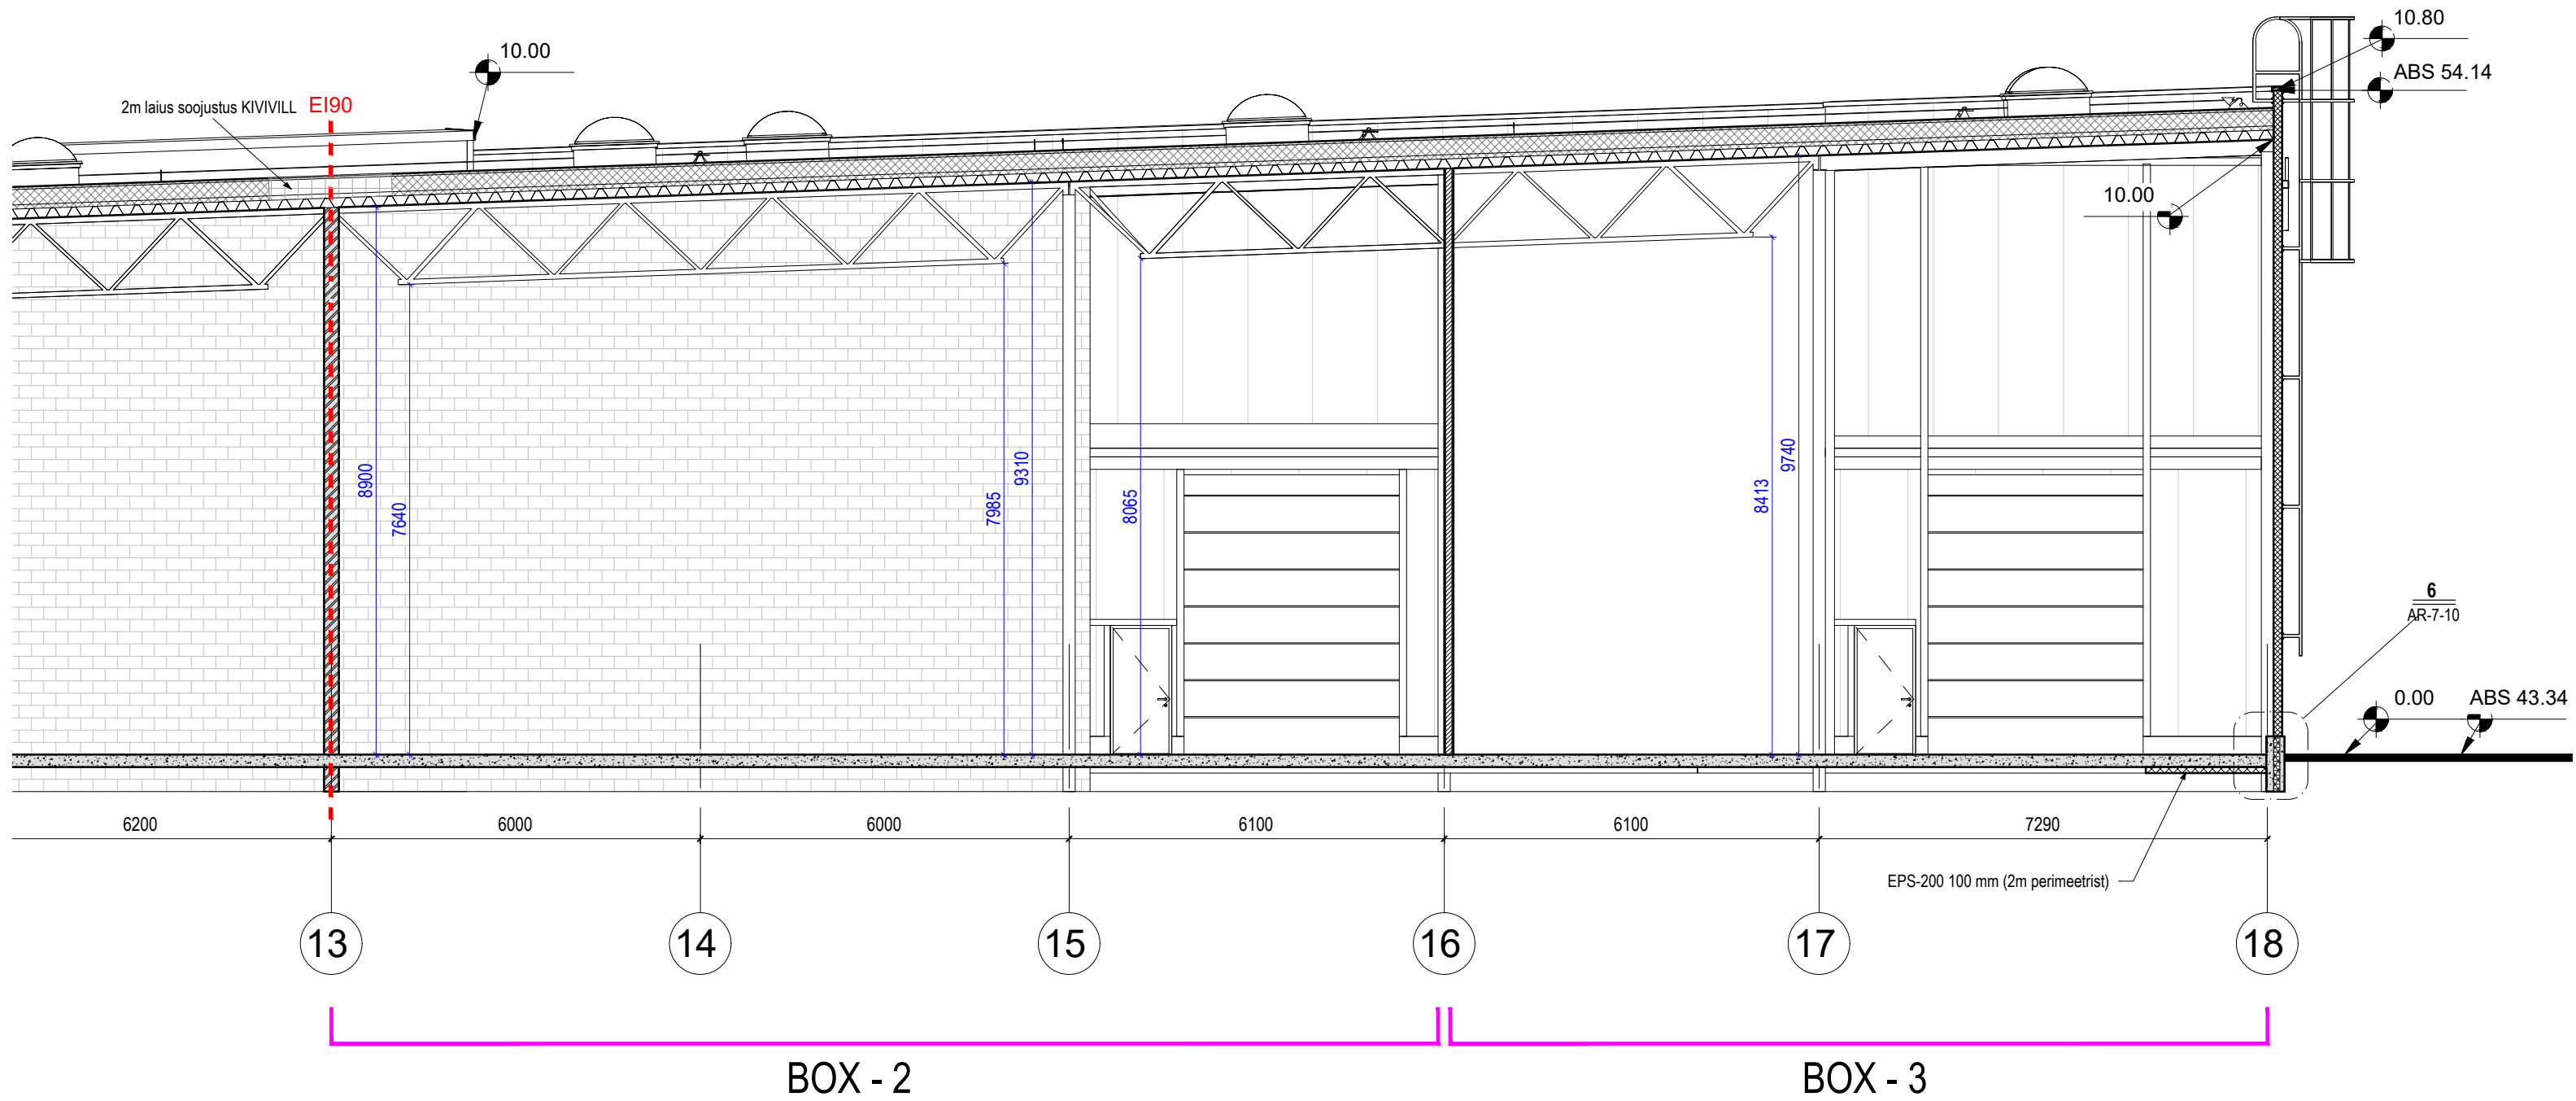 10.80
10.00
ABS 54.14
2m laius soojustus KIVIVILL EI90
10.00
8900
7640
7985
9310
8065
8413
9740
6
AR-7-10
0.00 ABS 43.34
6200 6000 6000 6100 6100 7290
EPS-200 100 mm (2m perimeetrist)
13 14 15 16 17 18
BOX - 2 BOX - 3